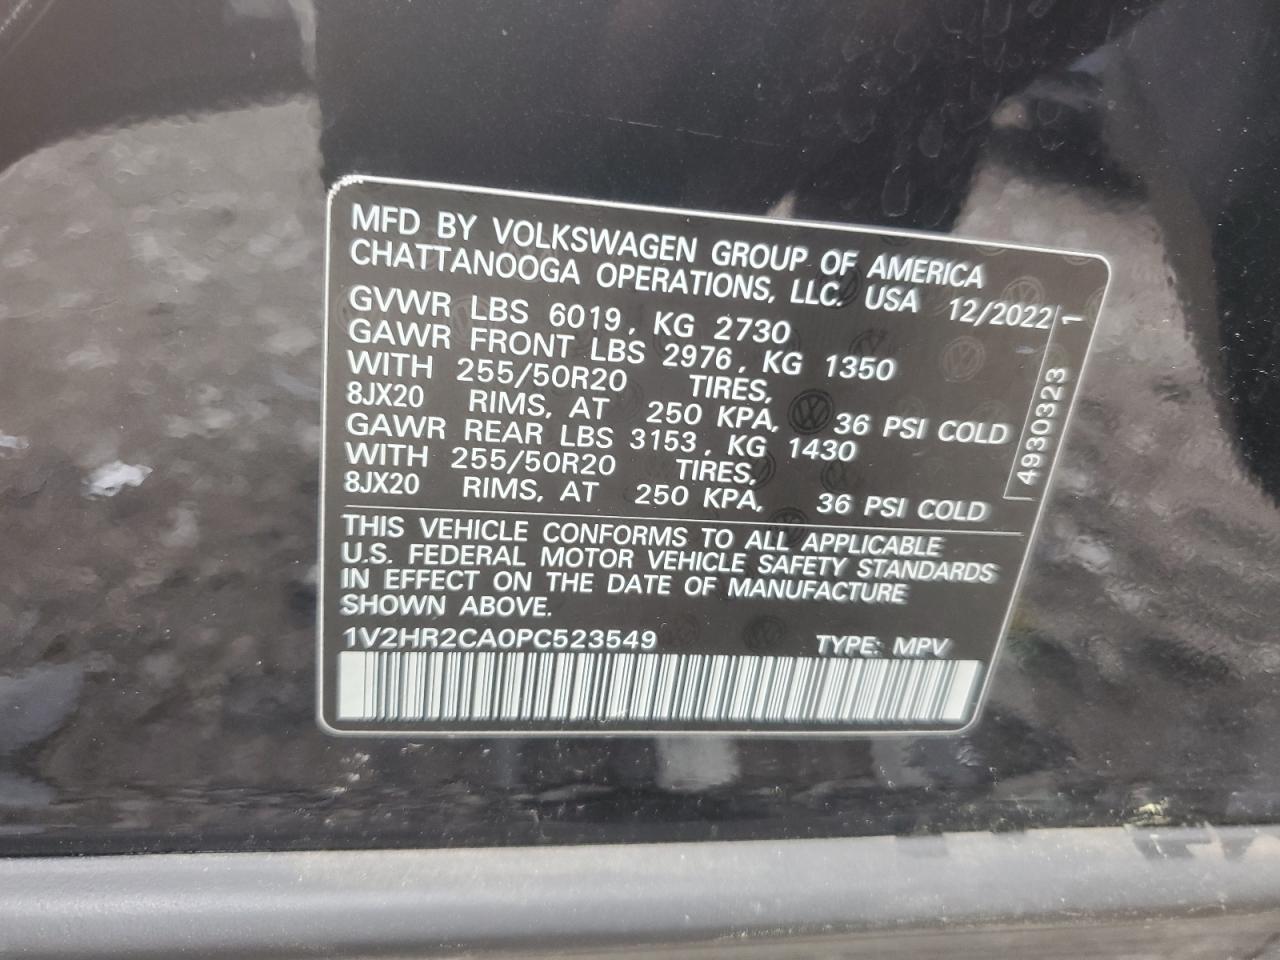 MFD BY VOLKSWAGEN GROUP OF AMERICA
CHATTANOOGA OPERATIONS, LLC. USA 12/2022
GVWR LBS 6019, KG 2730
GAWR FRONT LBS 2976, KG 1350
WITH 255/50R20 TIRES,
8JX20 RIMS, AT 250 KPA, 36 PSI COLD
GAWR REAR LBS 3153, KG 1430
WITH 255/50R20 TIRES,
8JX20 RIMS, AT 250 KPA, 36 PSI COLD
4930323 1
THIS VEHICLE CONFORMS TO ALL APPLICABLE
U.S. FEDERAL MOTOR VEHICLE SAFETY STANDARDS
IN EFFECT ON THE DATE OF MANUFACTURE
SHOWN ABOVE.
1V2HR2CA0PC523549 TYPE: MPV